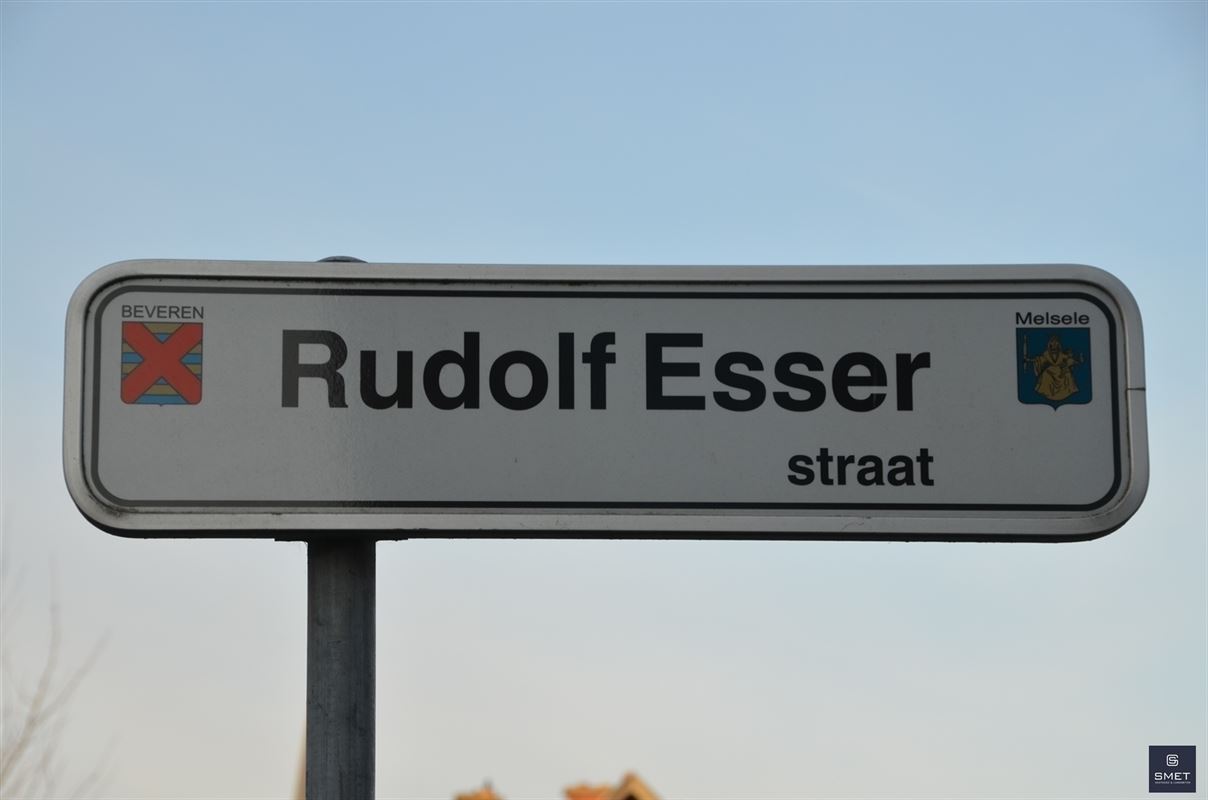 BEVEREN
Melsele
Rudolf Esser
straat
SMET